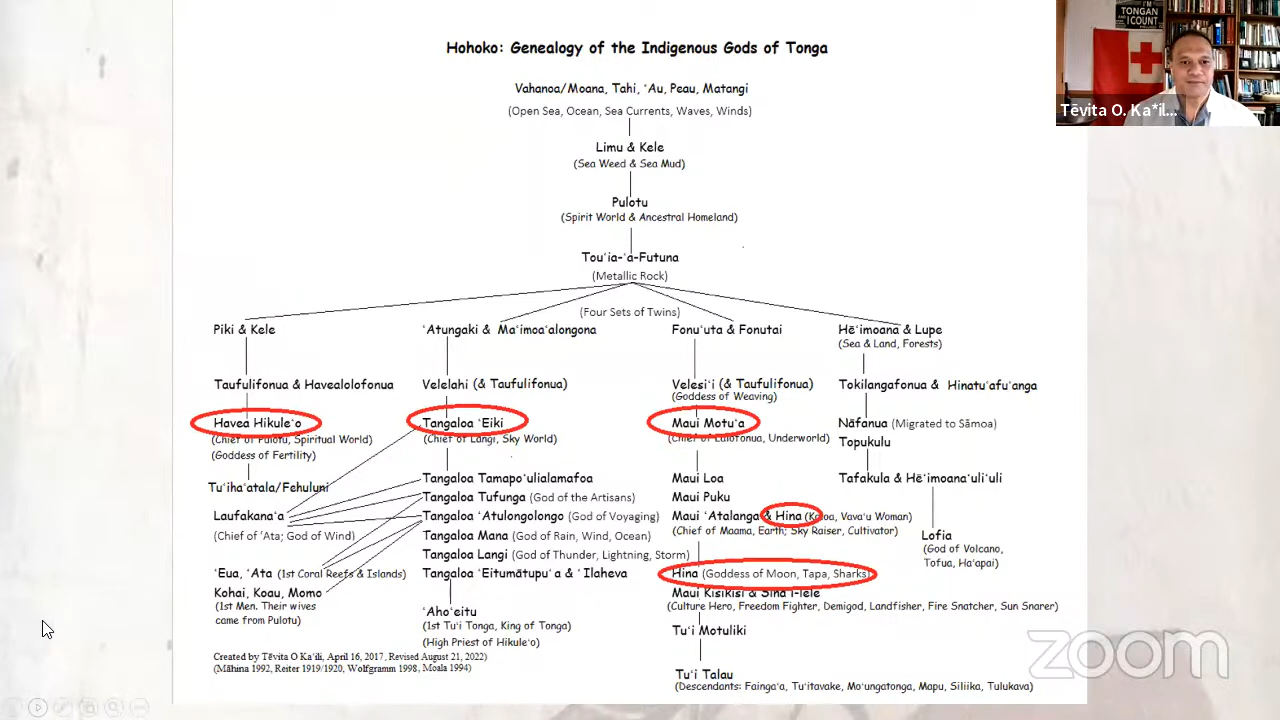 Hohoko: Genealogy of the Indigenous Gods of Tonga
Vahanoa/Moana, Tahi, ʻAu, Peau, Matangi
(Open Sea, Ocean, Sea Currents, Waves, Winds)
Limu & Kele
(Sea Weed & Sea Mud)
Pulotu
(Spirit World & Ancestral Homeland)
Touʻia-ʻa-Futuna
(Metallic Rock)
(Four Sets of Twins)
Piki & Kele
Taufulifonua & Havealolofonua
Havea Hikuleʻo
(Chief of Pulotu, Spiritual World)
(Goddess of Fertility)
Tuʻihaʻatala/Fehuluni
Laufakanaʻa
(Chief of ʻAta; God of Wind)
ʻEua, ʻAta (1st Coral Reefs & Islands)
Kohai, Koau, Momo
(1st Men. Their wives
came from Pulotu)
ʻAtungaki & Maʻimoaʻalongona
Velelahi (& Taufulifonua)
Tangaloa ʻEiki
(Chief of Langi, Sky World)
Tangaloa Tamapoʻulialamafoa
Tangaloa Tufunga (God of the Artisans)
Tangaloa ʻAtulongolongo (God of Voyaging)
Tangaloa Mana (God of Rain, Wind, Ocean)
Tangaloa Langi (God of Thunder, Lightning, Storm)
Tangaloa ʻEitumātupuʻa & ʻIlaheva
ʻAhoʻeitu
(1st Tuʻi Tonga, King of Tonga)
(High Priest of Hikuleʻo)
Fonuʻuta & Fonutai
Velesiʻi (& Taufulifonua)
(Goddess of Weaving)
Maui Motuʻa
(Chief of Lalofonua, Underworld)
Maui Loa
Maui Puku
Maui ʻAtalanga & Hina (Koloa, Vavaʻu Woman)
(Chief of Maama, Earth; Sky Raiser, Cultivator)
Hina (Goddess of Moon, Tapa, Sharks)
Maui Kisikisi & Sina
(Culture Hero, Freedom Fighter, Demigod, Landfisher, Fire Snatcher, Sun Snarer)
Tuʻi Motuliki
Tuʻi Talau
(Descendants: Faingaʻa, Tuʻitavake, Moʻungatonga, Mapu, Siliika, Tulukava)
Hēʻimoana & Lupe
(Sea & Land, Forests)
Tokilangafonua & Hinatuʻafuʻanga
Nāfanua (Migrated to Sāmoa)
Topukulu
Tafakula & Hēʻimoanaʻuliʻuli
Lofia
(God of Volcano,
Tofua, Haʻapai)
Created by Tēvita O Kaʻili, April 16, 2017, Revised August 21, 2022)
(Māhina 1992, Reiter 1919/1920, Wolfgramm 1998, Moala 1994)
I'M
TONGAN
AND
I COUNT
Tēvita O. Ka*il...
zoom